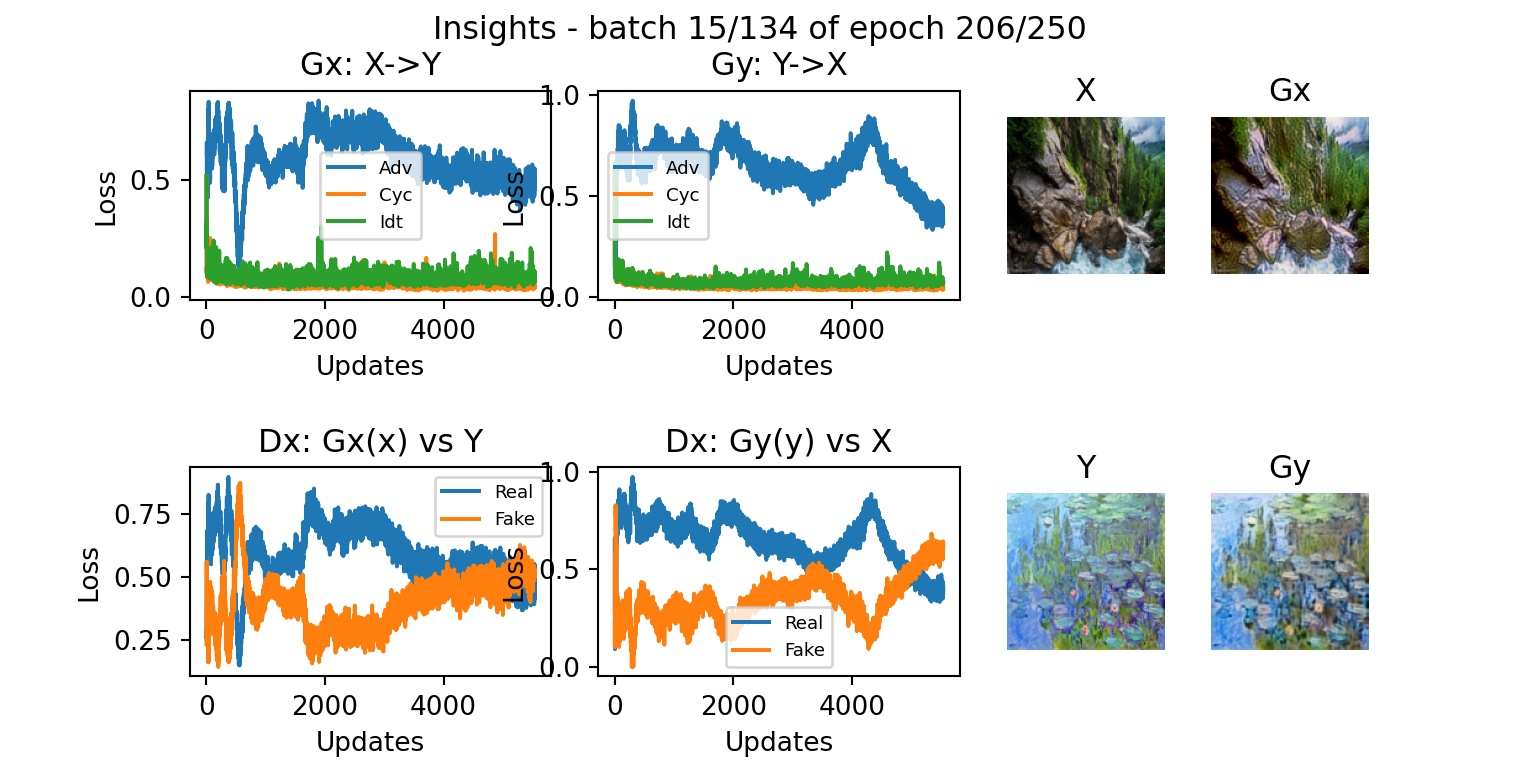 Insights - batch 15/134 of epoch 206/250
Gx: X->Y
Loss
0.5
0.0
Adv
Cyc
Idt
0 2000 4000
Updates
Gy: Y->X
Loss
1.0
0.5
0.0
Adv
Cyc
Idt
0 2000 4000
Updates
X
Gx
Dx: Gx(x) vs Y
Loss
0.75
0.50
0.25
Real
Fake
0 2000 4000
Updates
Dx: Gy(y) vs X
Loss
1.0
0.5
0.0
Real
Fake
0 2000 4000
Updates
Y
Gy